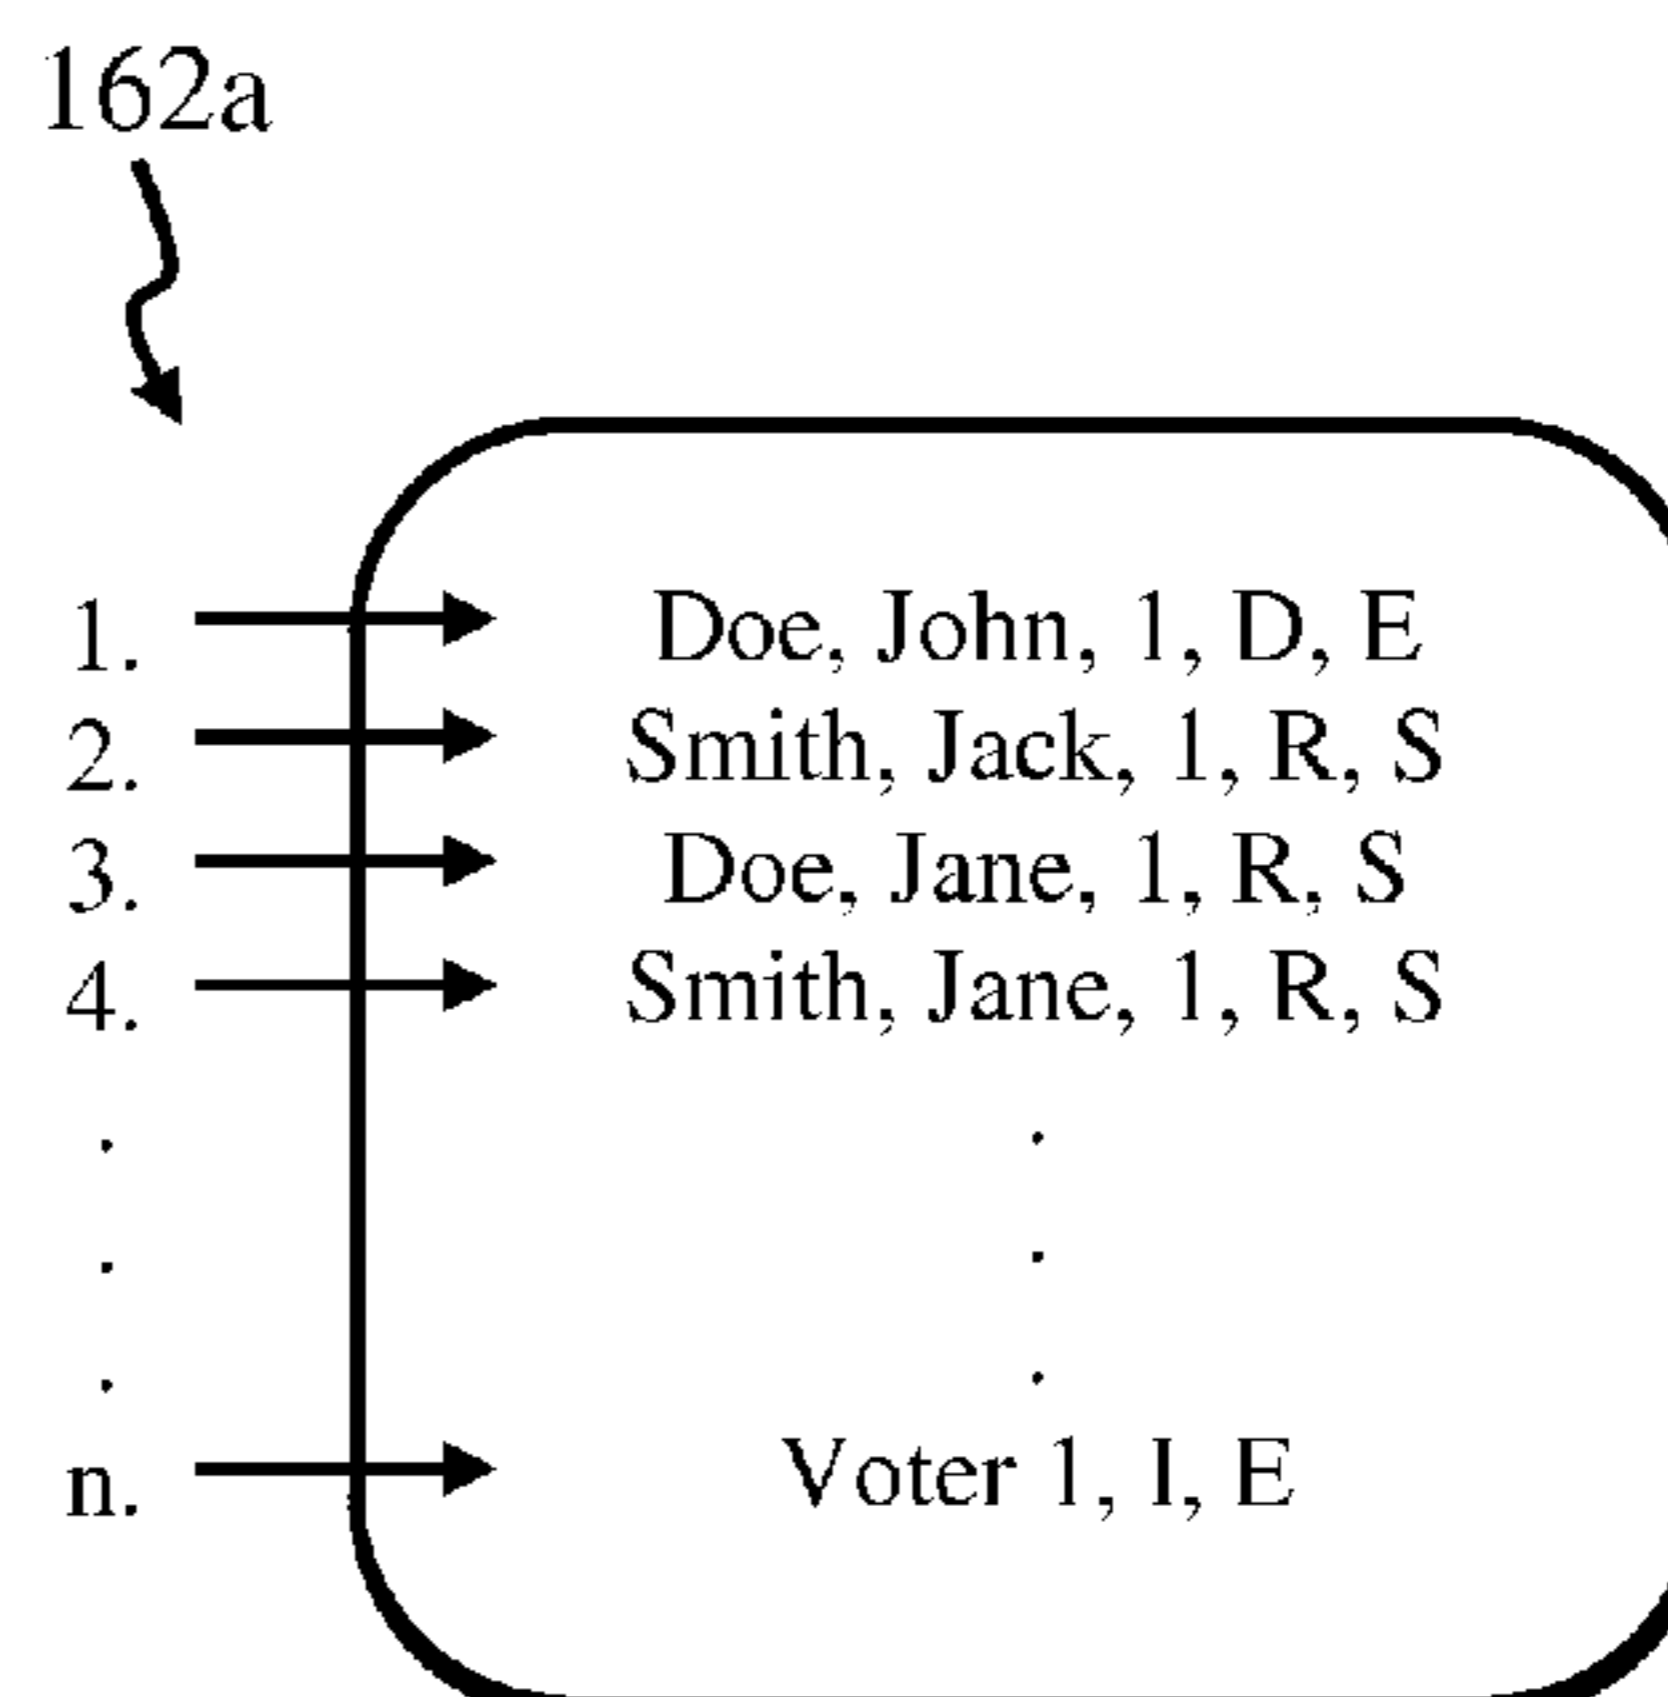 162a
1. Doe, John, 1, D, E
2. Smith, Jack, 1, R, S
3. Doe, Jane, 1, R, S
4. Smith, Jane, 1, R, S
. .
. .
. .
n. Voter 1, I, E